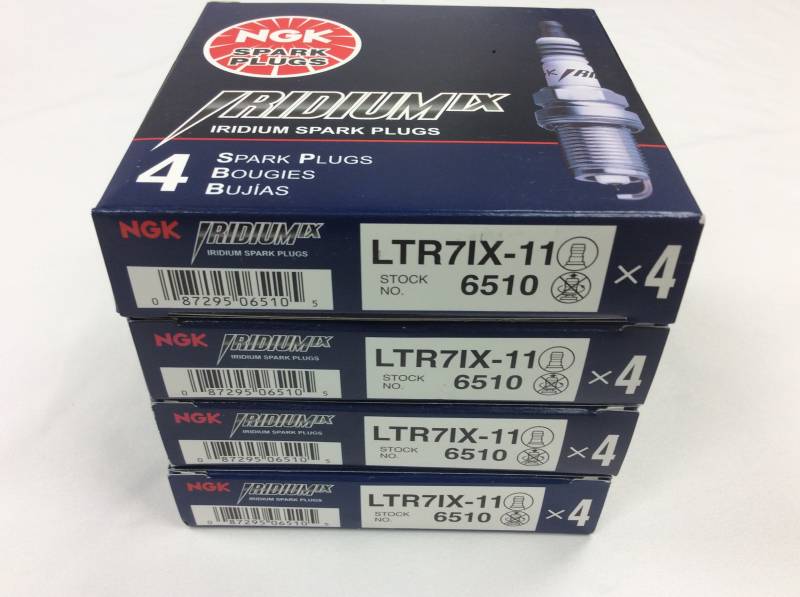 NGK
SPARK
PLUGS
IRIDIUM IX
IRIDIUM SPARK PLUGS
4
SPARK PLUGS
BOUGIES
BUJÍAS
K IRI
NGK IRIDIUM IX
IRIDIUM SPARK PLUGS
0 87295 06510 5
LTR7IX-11
STOCK NO. 6510
×4
NGK IRIDIUM IX
IRIDIUM SPARK PLUGS
0 87295 06510 5
LTR7IX-11
STOCK NO. 6510
×4
NGK IRIDIUM IX
IRIDIUM SPARK PLUGS
0 87295 06510 5
LTR7IX-11
STOCK NO. 6510
×4
NGK IRIDIUM IX
IRIDIUM SPARK PLUGS
0 87295 06510 5
LTR7IX-11
STOCK NO. 6510
×4